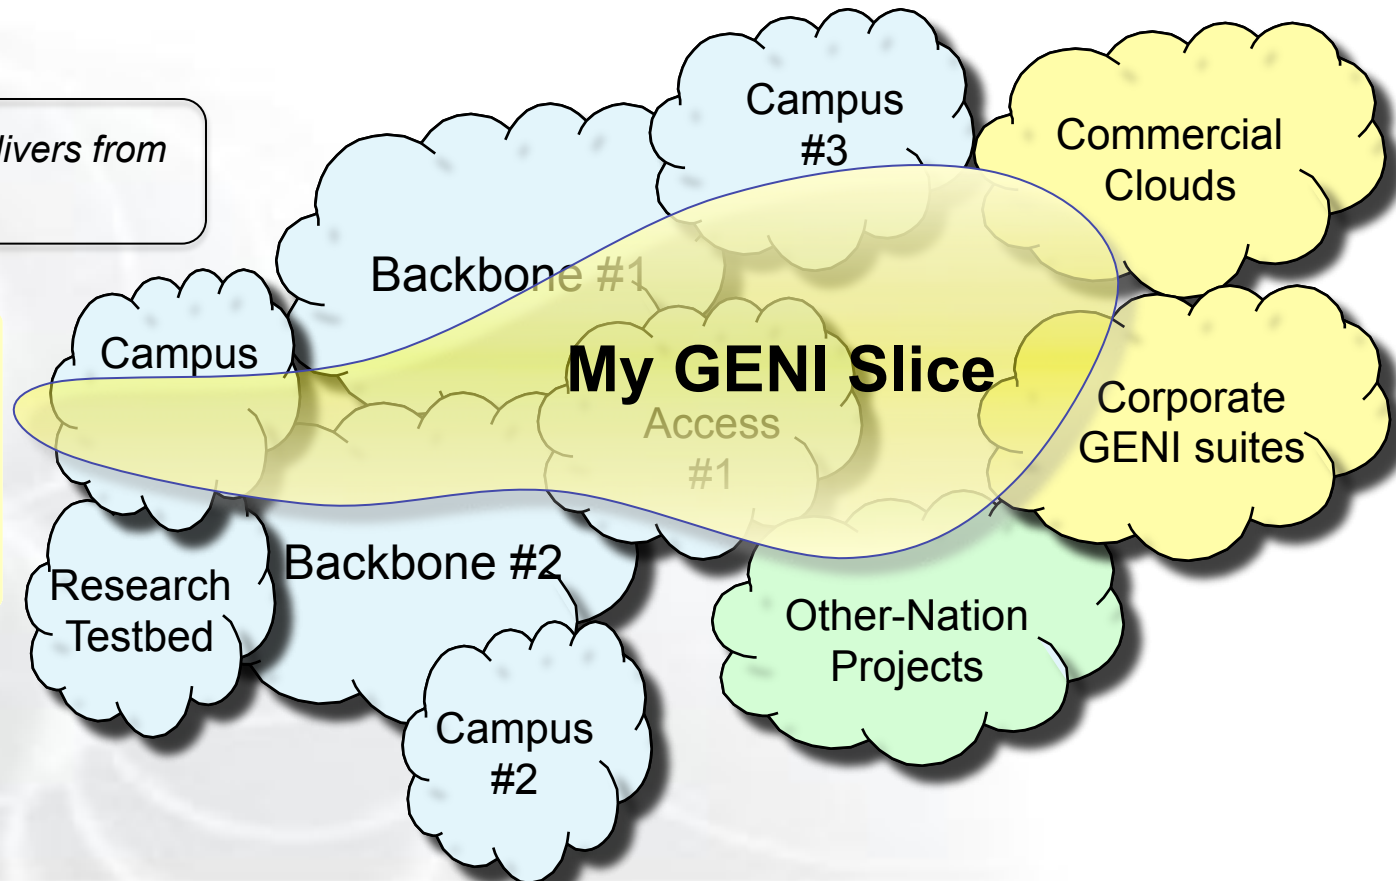 livers from
Campus
#3
Commercial
Clouds
Backbone #1
Campus
My GENI Slice
Access
#1
Corporate
GENI suites
Backbone #2
Research
Testbed
Other-Nation
Projects
Campus
#2